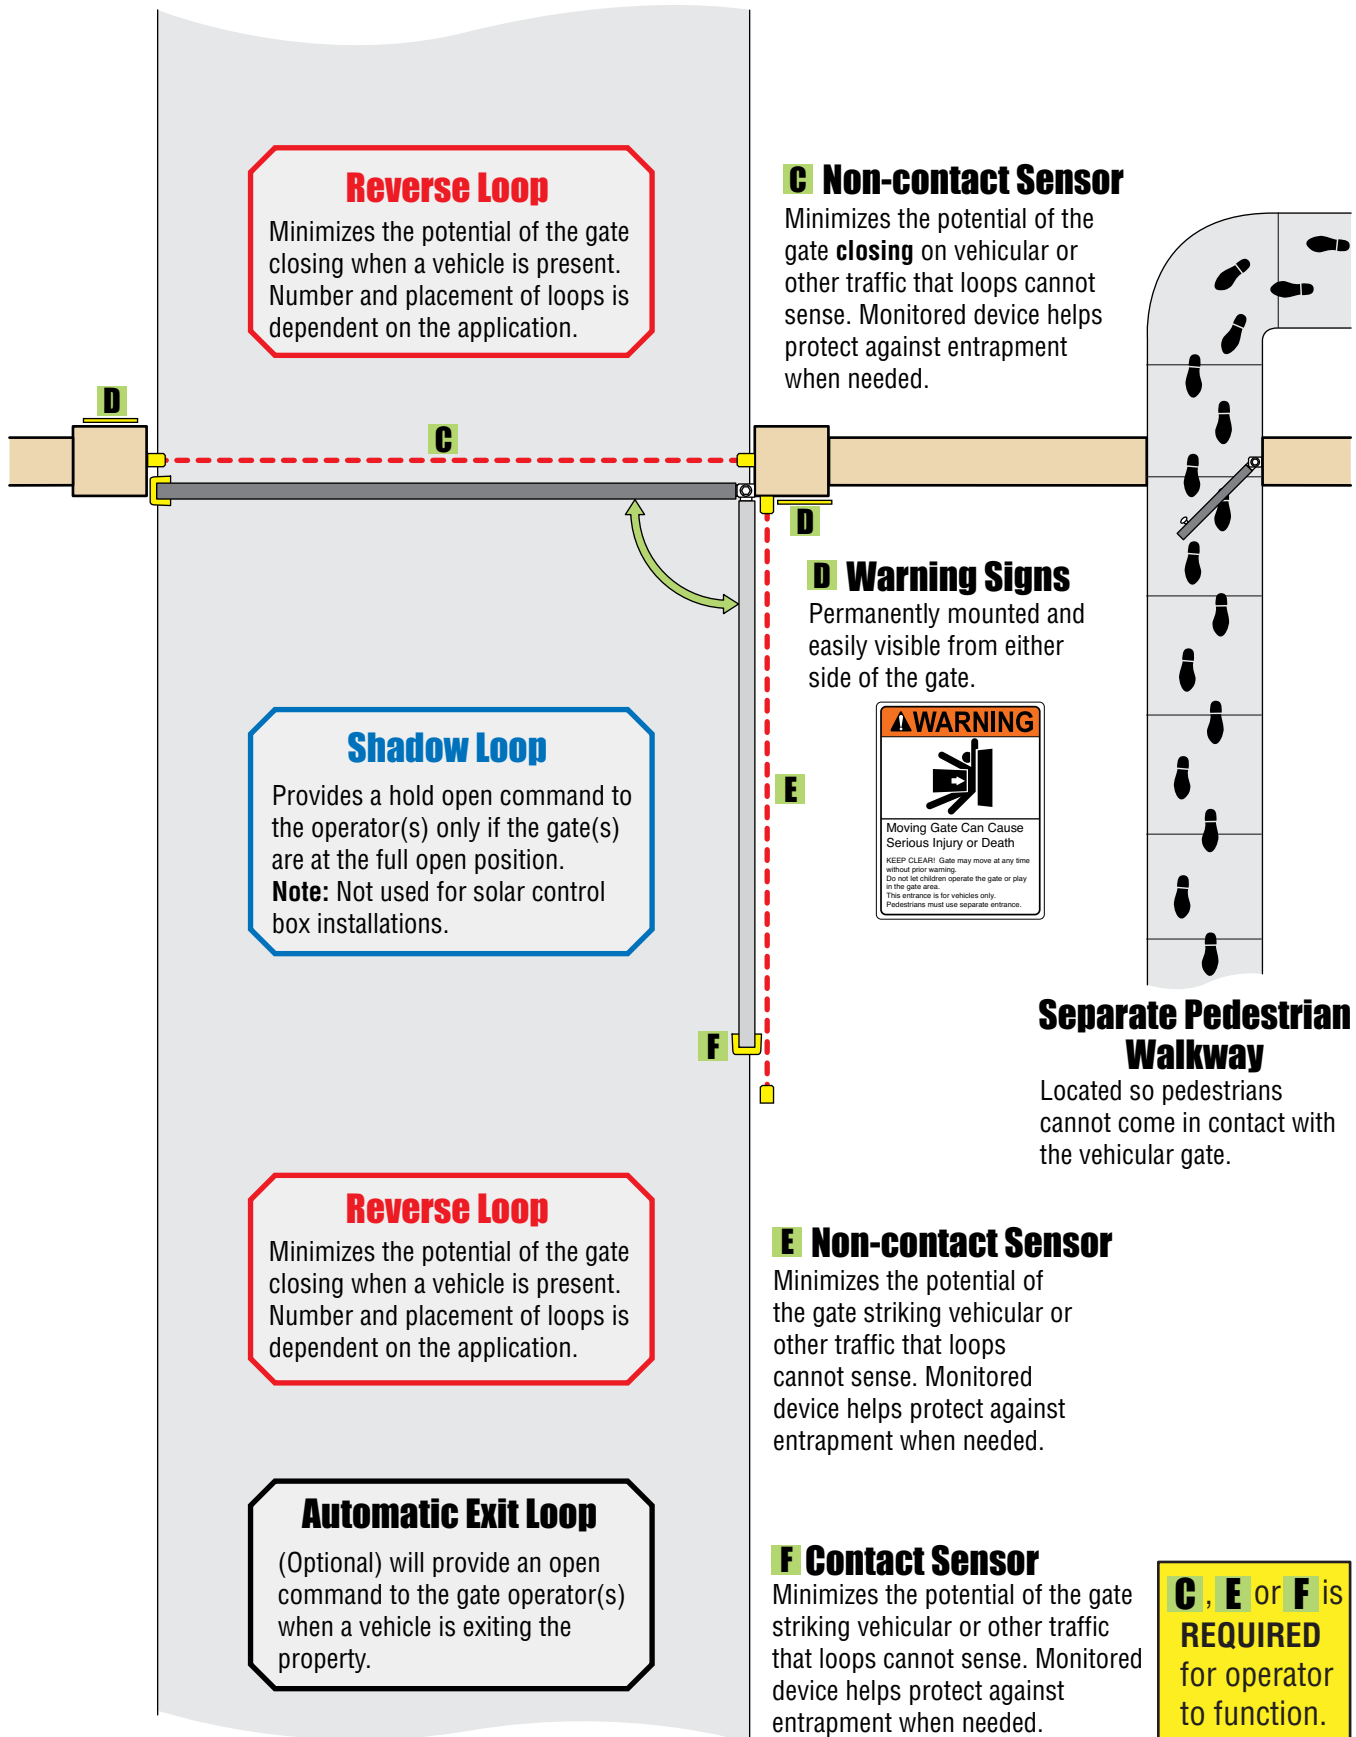 Reverse Loop
Minimizes the potential of the gate
closing when a vehicle is present.
Number and placement of loops is
dependent on the application.
C Non-contact Sensor
Minimizes the potential of the
gate closing on vehicular or
other traffic that loops cannot
sense. Monitored device helps
protect against entrapment
when needed.
D
C
D
D Warning Signs
Permanently mounted and
easily visible from either
side of the gate.
WARNING
Moving Gate Can Cause
Serious Injury or Death
KEEP CLEAR! Gate may move at any time
without prior warning.
Do not let children operate the gate or play
in the gate area.
This entrance is for vehicles only.
Pedestrians must use separate entrance.
Shadow Loop
Provides a hold open command to
the operator(s) only if the gate(s)
are at the full open position.
Note: Not used for solar control
box installations.
E
F
Separate Pedestrian
Walkway
Located so pedestrians
cannot come in contact with
the vehicular gate.
Reverse Loop
Minimizes the potential of the gate
closing when a vehicle is present.
Number and placement of loops is
dependent on the application.
E Non-contact Sensor
Minimizes the potential of
the gate striking vehicular or
other traffic that loops
cannot sense. Monitored
device helps protect against
entrapment when needed.
Automatic Exit Loop
(Optional) will provide an open
command to the gate operator(s)
when a vehicle is exiting the
property.
F Contact Sensor
Minimizes the potential of the gate
striking vehicular or other traffic
that loops cannot sense. Monitored
device helps protect against
entrapment when needed.
C, E or F is
REQUIRED
for operator
to function.